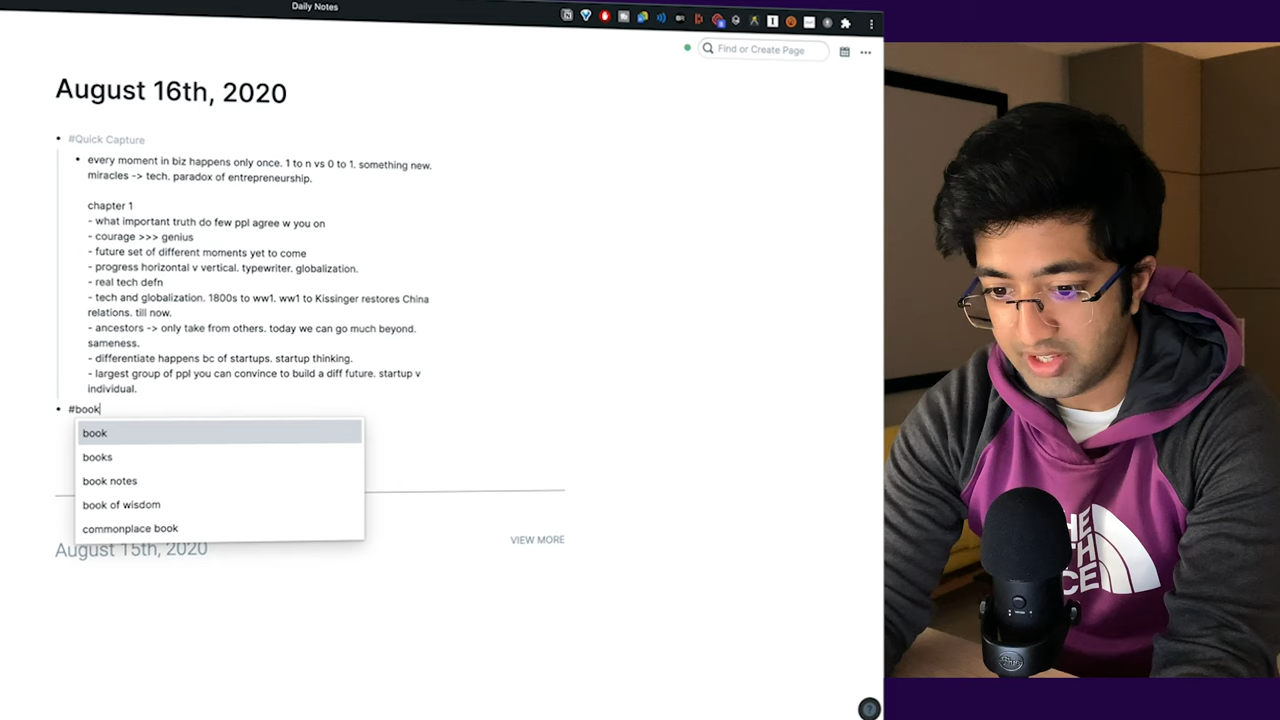 Daily Notes
Find or Create Page
August 16th, 2020
#Quick Capture
every moment in biz happens only once. 1 to n vs 0 to 1. something new.
miracles -> tech. paradox of entrepreneurship.
chapter 1
- what important truth do few ppl agree w you on
- courage >>> genius
- future set of different moments yet to come
- progress horizontal v vertical. typewriter. globalization.
- real tech defn
- tech and globalization. 1800s to ww1. ww1 to Kissinger restores China
relations. till now.
- ancestors -> only take from others. today we can go much beyond.
sameness.
- differentiate happens bc of startups. startup thinking.
- largest group of ppl you can convince to build a diff future. startup v
individual.
#book
book
books
book notes
book of wisdom
commonplace book
August 15th, 2020
VIEW MORE
?